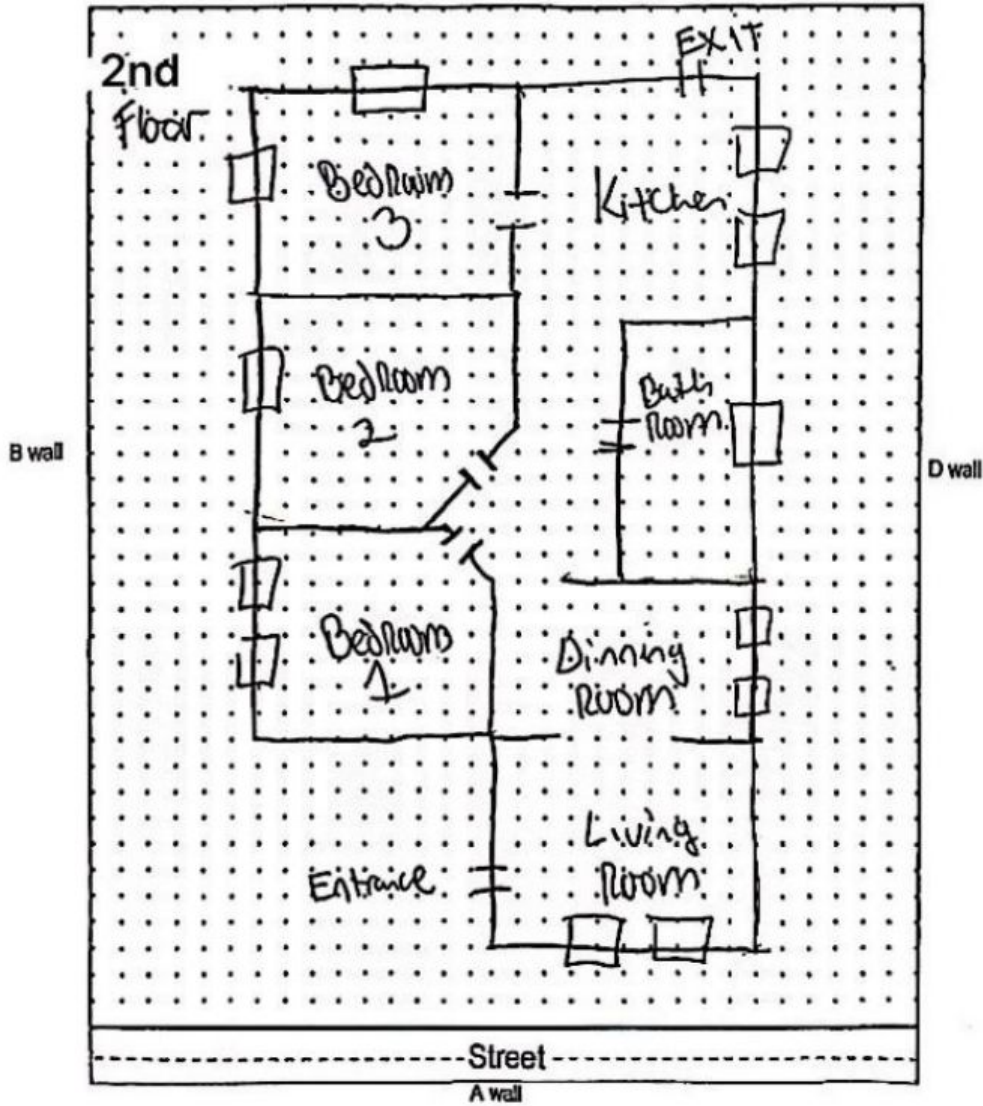 EXIT
2nd
Floor
BedRoom
3
Kitchen
BedRoom
2
Bath
Room
B wall
D wall
BedRoom
1
Dinning
Room
Living
Room
Entrance
Street
A wall